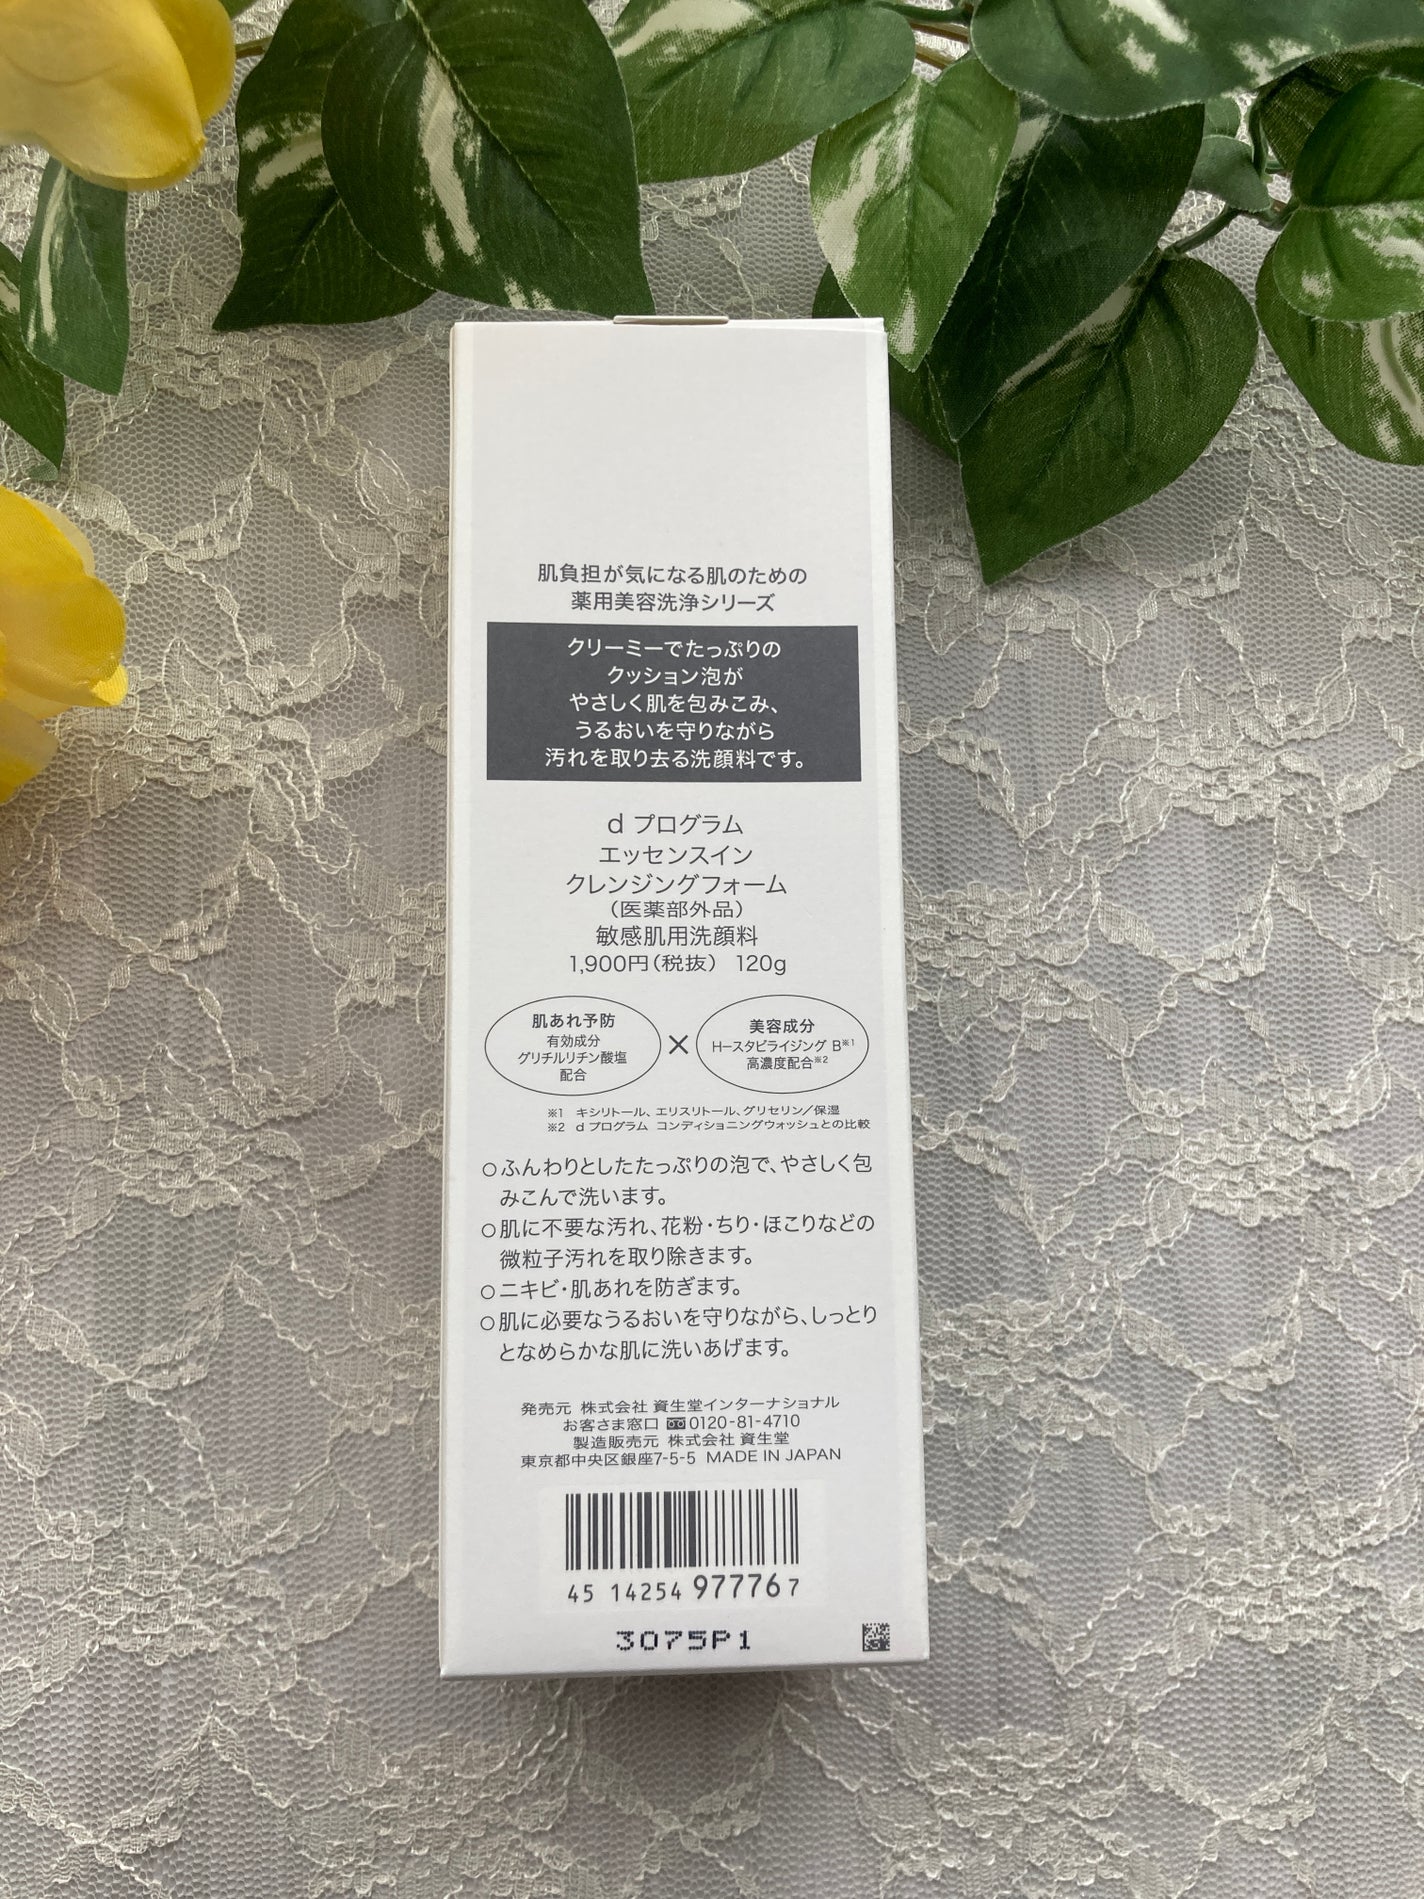 肌負担が気になる肌のための
薬用美容洗浄シリーズ
クリーミーでたっぷりの
クッション泡が
やさしく肌を包みこみ、
うるおいを守りながら
汚れを取り去る洗顔料です。
d プログラム
エッセンスイン
クレンジングフォーム
（医薬部外品）
敏感肌用洗顔料
1,900円（税抜） 120g
肌あれ予防
有効成分
グリチルリチン酸塩
配合
×
美容成分
H－スタビライジング B※1
高濃度配合※2
※1 キシリトール、エリスリトール、グリセリン／保湿
※2 d プログラム コンディショニングウォッシュとの比較
○ふんわりとしたたっぷりの泡で、やさしく包
みこんで洗います。
○肌に不要な汚れ、花粉・ちり・ほこりなどの
微粒子汚れを取り除きます。
○ニキビ・肌あれを防ぎます。
○肌に必要なうるおいを守りながら、しっとり
となめらかな肌に洗いあげます。
発売元 株式会社 資生堂インターナショナル
お客さま窓口 0120-81-4710
製造販売元 株式会社 資生堂
東京都中央区銀座7-5-5 MADE IN JAPAN
45 14254 97776 7
3075P1